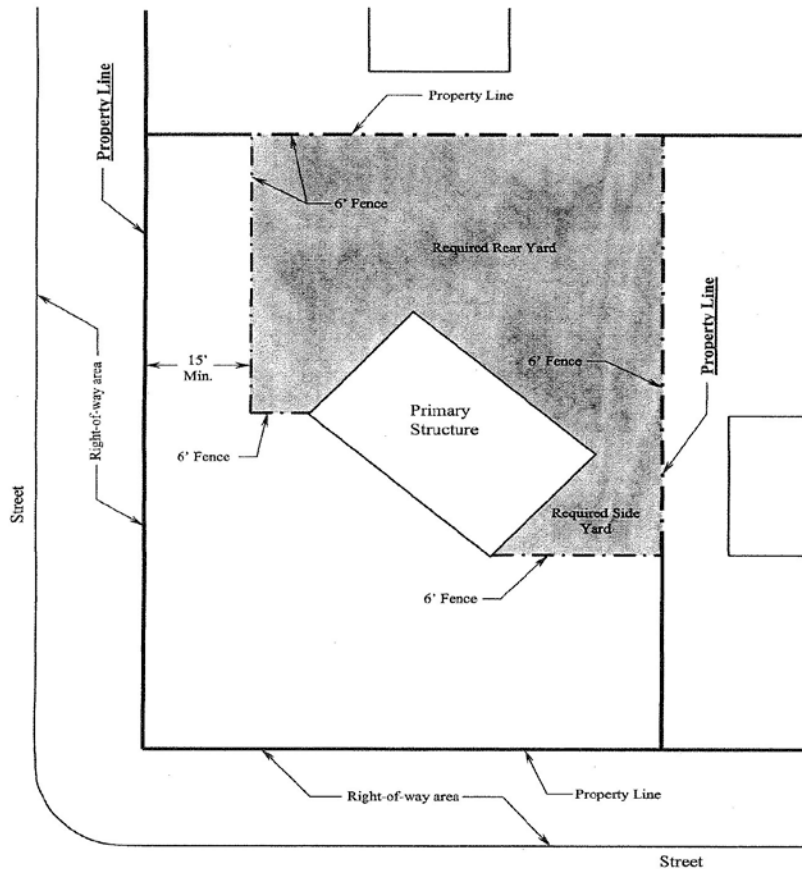 Property Line
Property Line
6' Fence
Required Rear Yard
Property Line
15'
Min.
6' Fence
Primary
Structure
Right-of-way area
6' Fence
Street
Required Side
Yard
6' Fence
Right-of-way area
Property Line
Street